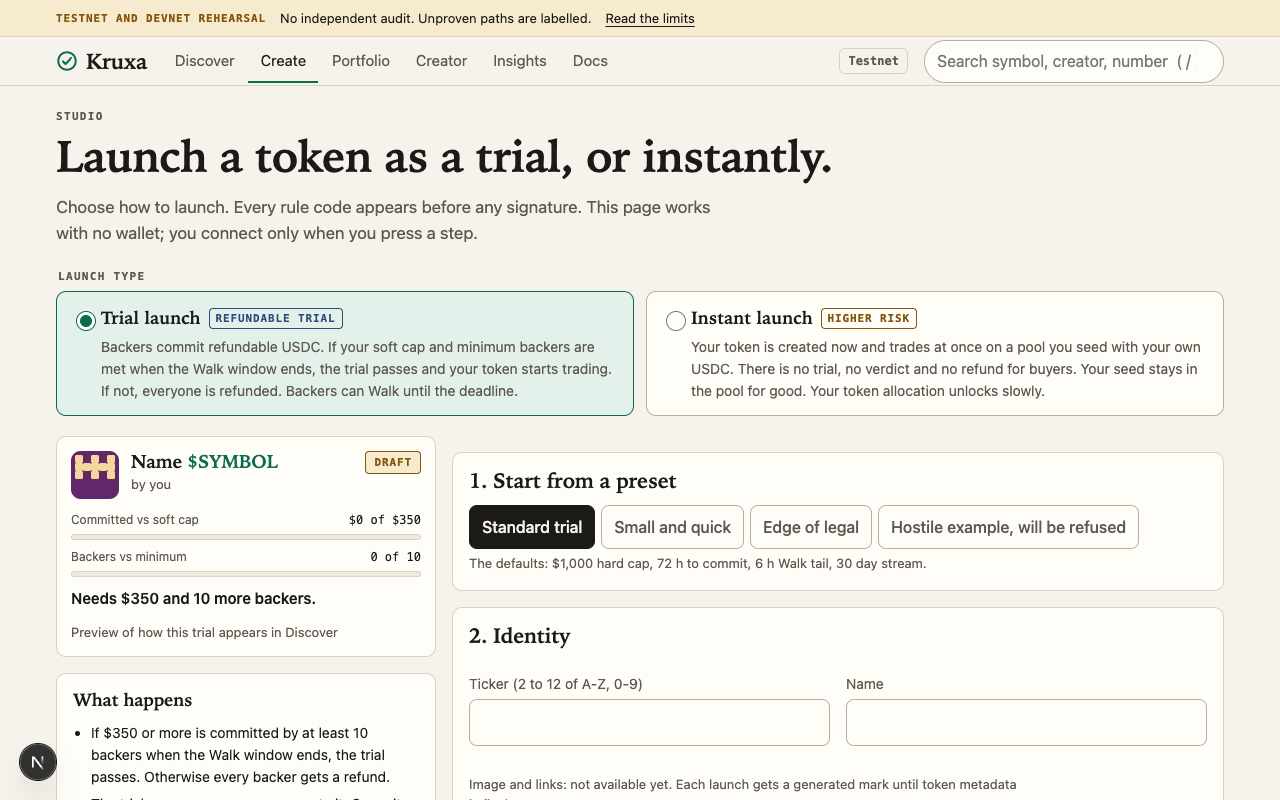 TESTNET AND DEVNET REHEARSAL No independent audit. Unproven paths are labelled. Read the limits
Kruxa Discover Create Portfolio Creator Insights Docs Testnet Search symbol, creator, number ( /
STUDIO
Launch a token as a trial, or instantly.
Choose how to launch. Every rule code appears before any signature. This page works
with no wallet; you connect only when you press a step.
LAUNCH TYPE
Trial launch REFUNDABLE TRIAL
Backers commit refundable USDC. If your soft cap and minimum backers are
met when the Walk window ends, the trial passes and your token starts trading.
If not, everyone is refunded. Backers can Walk until the deadline.
Instant launch HIGHER RISK
Your token is created now and trades at once on a pool you seed with your own
USDC. There is no trial, no verdict and no refund for buyers. Your seed stays in
the pool for good. Your token allocation unlocks slowly.
Name $SYMBOL DRAFT
by you
Committed vs soft cap $0 of $350
Backers vs minimum 0 of 10
Needs $350 and 10 more backers.
Preview of how this trial appears in Discover
What happens
If $350 or more is committed by at least 10
backers when the Walk window ends, the trial
passes. Otherwise every backer gets a refund.
1. Start from a preset
Standard trial Small and quick Edge of legal Hostile example, will be refused
The defaults: $1,000 hard cap, 72 h to commit, 6 h Walk tail, 30 day stream.
2. Identity
Ticker (2 to 12 of A-Z, 0-9) Name
Image and links: not available yet. Each launch gets a generated mark until token metadata
N